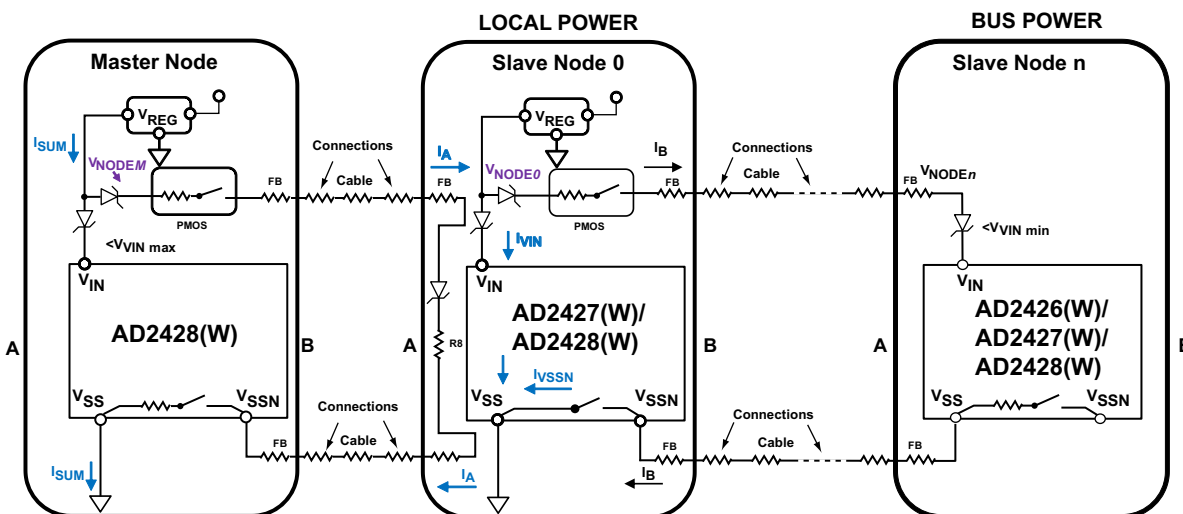 LOCAL POWER
BUS POWER
Master Node
VREG
ISUM
VNODEM
PMOS
<VVIN max
VIN
AD2428(W)
A
B
VSS
VSSN
ISUM
FB
Connections
Cable
FB
Connections
Cable
Slave Node 0
VREG
IA
FB
VNODE0
PMOS
IB
IVIN
VIN
AD2427(W)/
AD2428(W)
A
R8
B
VSS
IVSSN
VSSN
IA
IB
FB
Connections
Cable
FB
Connections
Cable
Slave Node n
FB
VNODEn
<VVIN min
VIN
AD2426(W)/
AD2427(W)/
AD2428(W)
A
VSS
VSSN
FB